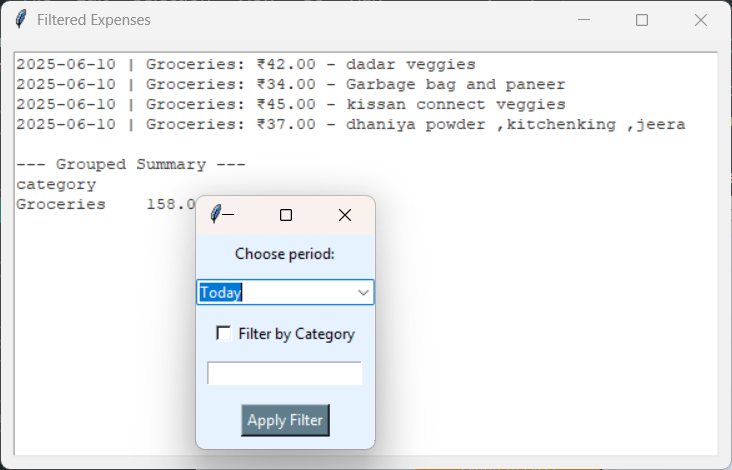 Filtered Expenses
2025-06-10 | Groceries: ₹42.00 - dadar veggies
2025-06-10 | Groceries: ₹34.00 - Garbage bag and paneer
2025-06-10 | Groceries: ₹45.00 - kissan connect veggies
2025-06-10 | Groceries: ₹37.00 - dhaniya powder ,kitchenking ,jeera
--- Grouped Summary ---
category
Groceries    158.0
Choose period:
Today
Filter by Category
Apply Filter